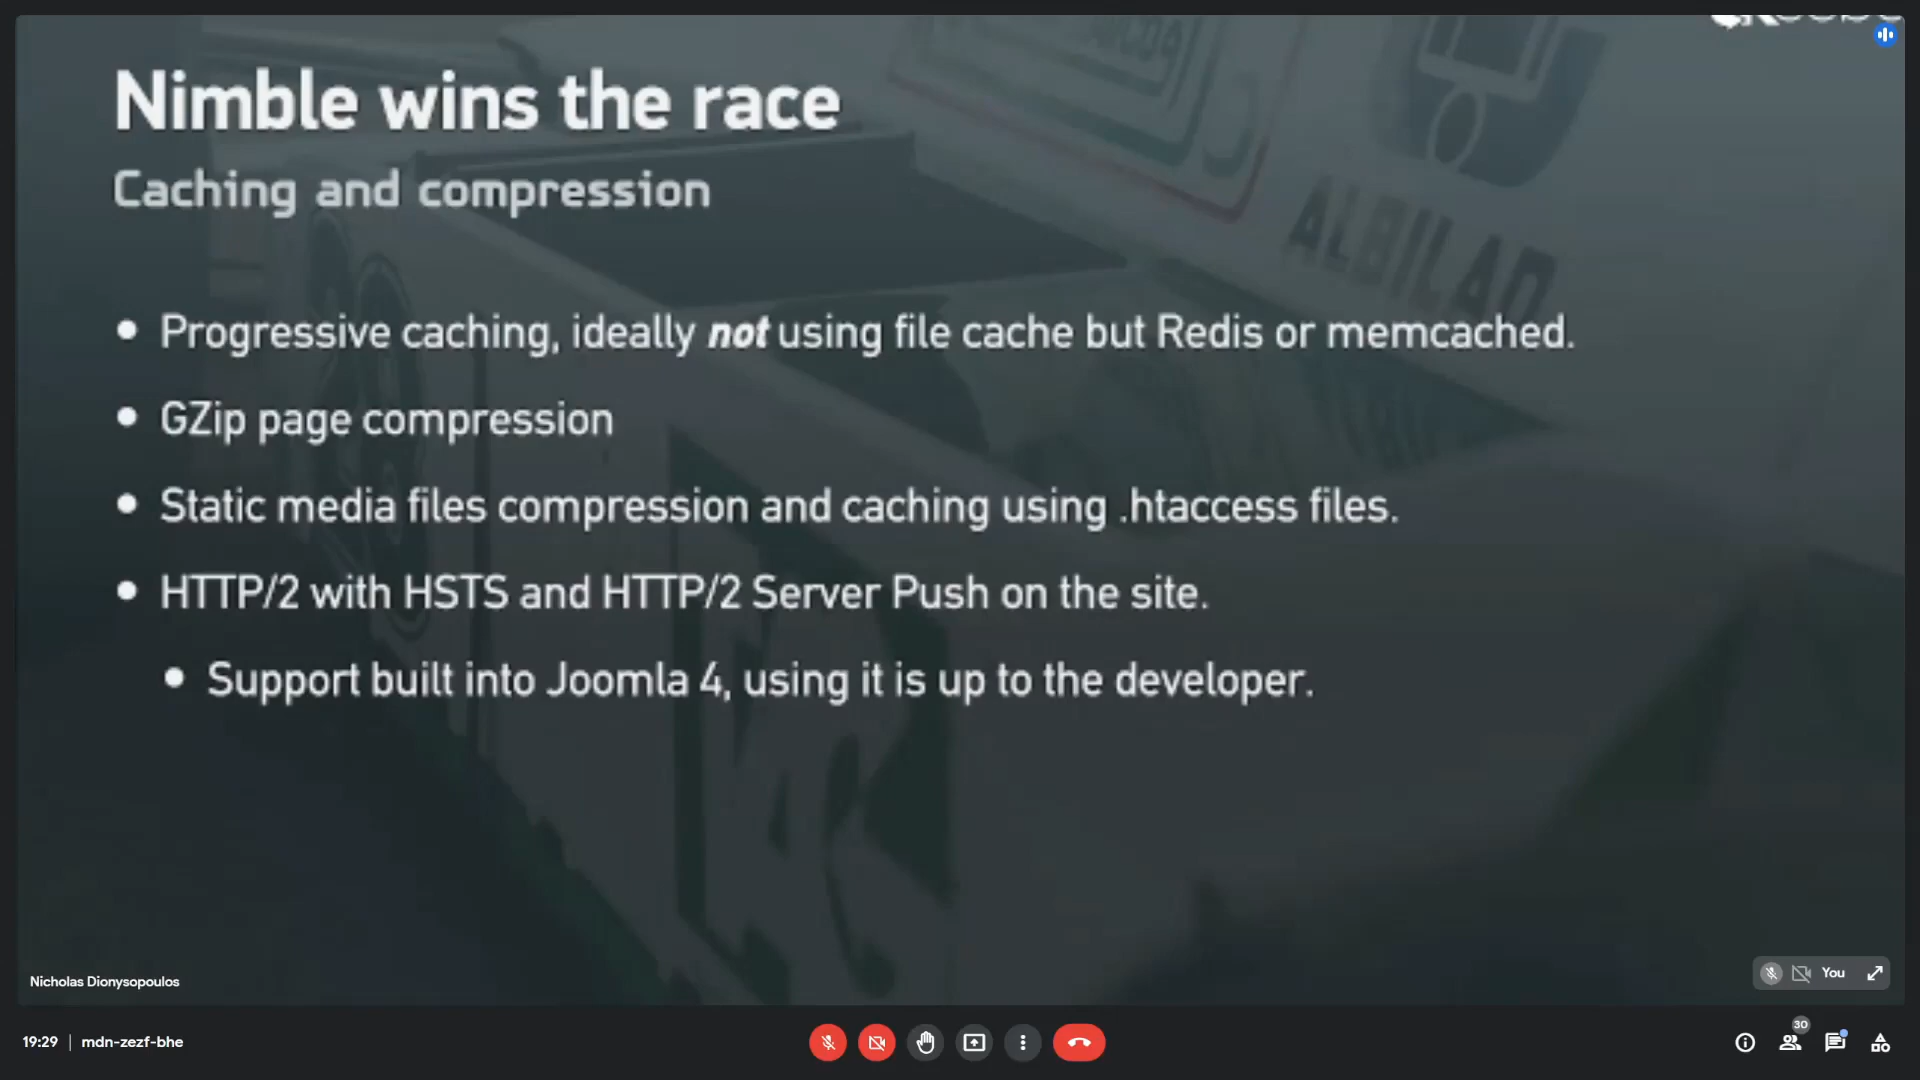 Nimble wins the race
Caching and compression
ALBILAD
• Progressive caching, ideally not using file cache but Redis or memcached.
• GZip page compression
• Static media files compression and caching using .htaccess files.
• HTTP/2 with HSTS and HTTP/2 Server Push on the site.
• Support built into Joomla 4, using it is up to the developer.
Nicholas Dionysopoulos
You
19:29 | mdn-zezf-bhe
30